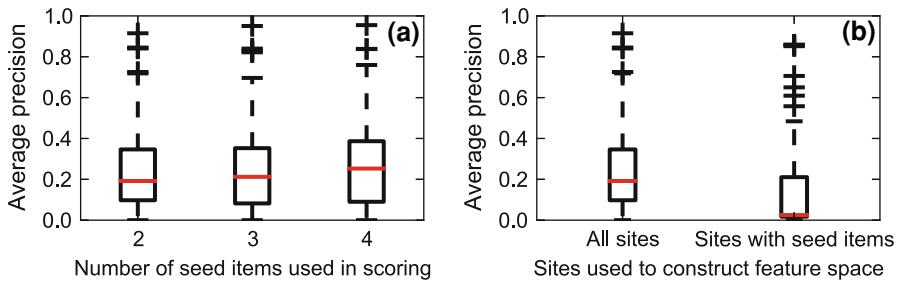 Average precision
1.0
0.8
0.6
0.4
0.2
0.0
(a)
2 3 4
Number of seed items used in scoring
Average precision
1.0
0.8
0.6
0.4
0.2
0.0
(b)
All sites Sites with seed items
Sites used to construct feature space